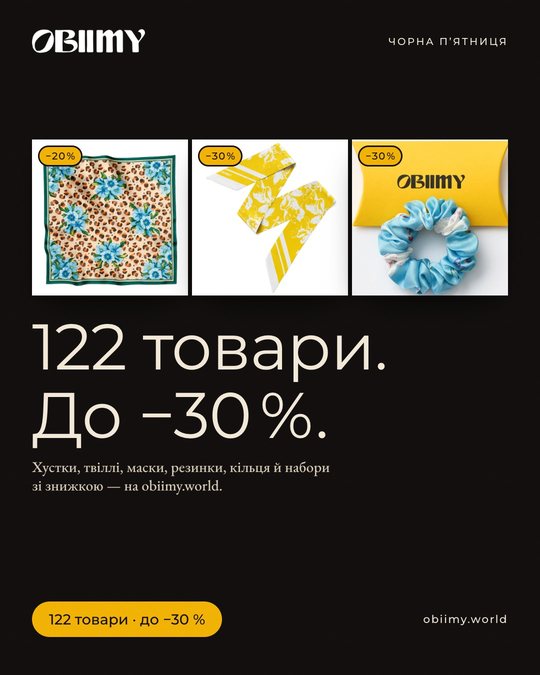 OBIIMY
ЧОРНА П'ЯТНИЦЯ
−20%
−30%
−30%
OBIIMY
122 товари.
До −30 %.
Хустки, твіллі, маски, резинки, кільця й набори
зі знижкою — на obiimy.world.
122 товари · до −30 %
obiimy.world